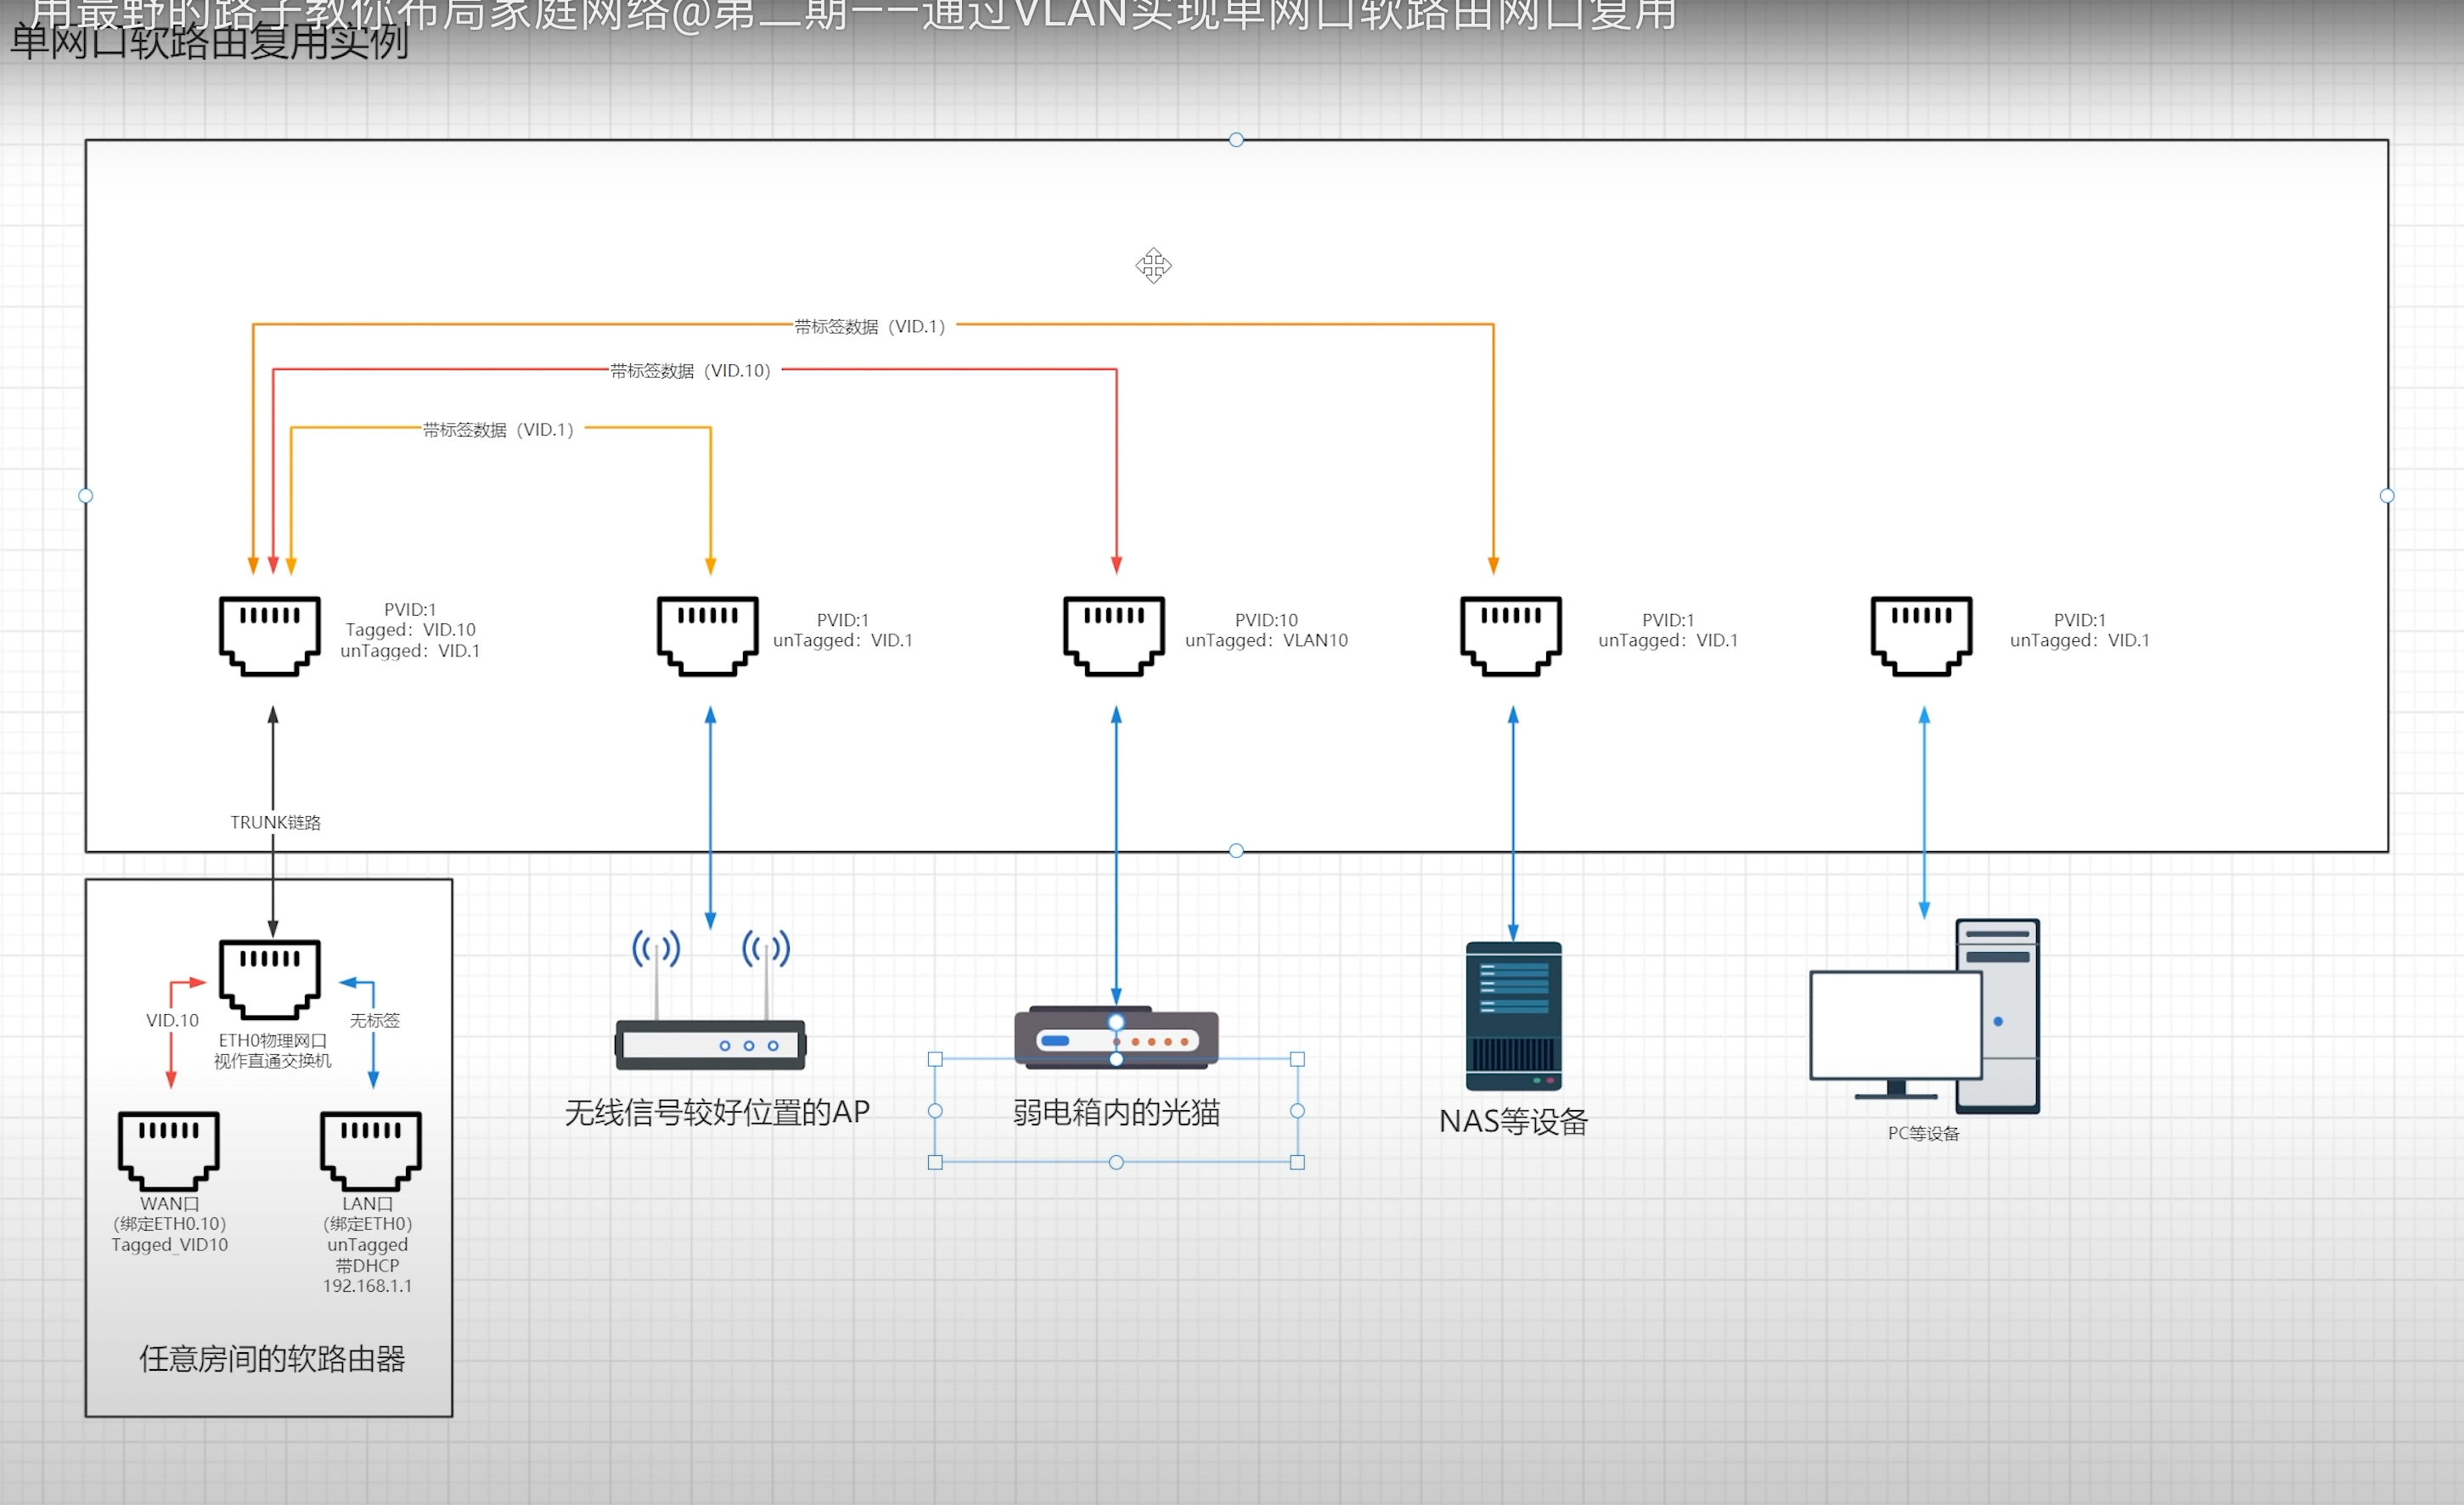 用最野的路子教你布局家庭网络@第二期——通过VLAN实现单网口软路由网口复用
单网口软路由复用实例
带标签数据（VID.1）
带标签数据（VID.10）
带标签数据（VID.1）
PVID:1
Tagged：VID.10
unTagged：VID.1
PVID:1
unTagged：VID.1
PVID:10
unTagged：VLAN10
PVID:1
unTagged：VID.1
PVID:1
unTagged：VID.1
TRUNK链路
VID.10
无标签
ETH0物理网口
视作直通交换机
WAN口
（绑定ETH0.10）
Tagged_VID10
LAN口
（绑定ETH0）
unTagged
带DHCP
192.168.1.1
任意房间的软路由器
无线信号较好位置的AP
弱电箱内的光猫
NAS等设备
PC等设备